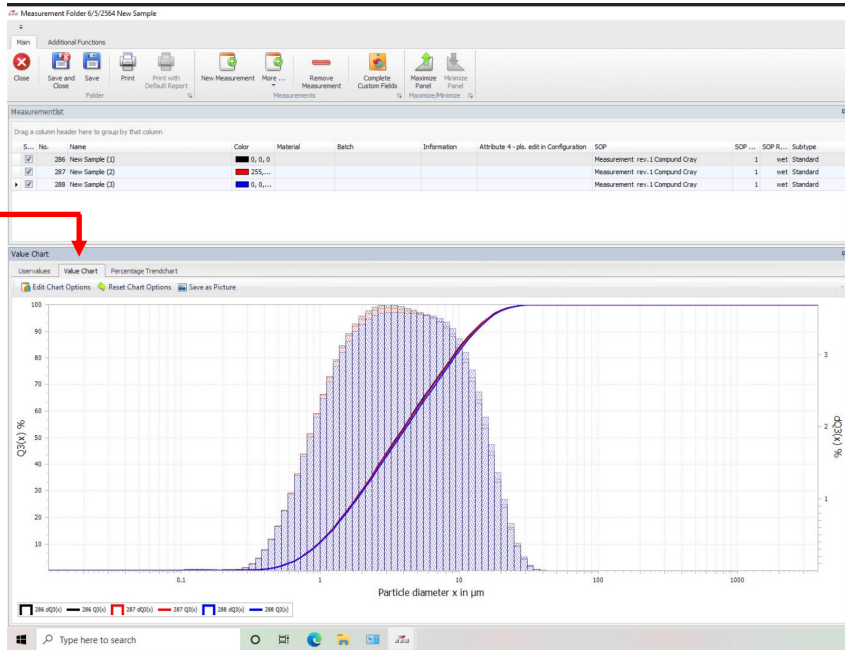 Measurement Folder 6/5/2564 New Sample
Main Additional Functions
Close Save and Close Save Print Print with Default Report New Measurement More ... Remove Measurement Complete Custom Fields Maximize Panel Minimize Panel
Folder Measurements Maximize/Minimize
Measurementlist
Drag a column header here to group by that column
S... No. Name Color Material Batch Information Attribute 4 - pls. edit in Configuration SOP SOP ... SOP R... Subtype
286 New Sample (1) 0, 0, 0 Measurement rev.1 Compund Cray 1 wet Standard
287 New Sample (2) 255,... Measurement rev.1 Compund Cray 1 wet Standard
288 New Sample (3) 0, 0,... Measurement rev.1 Compund Cray 1 wet Standard
Value Chart
Uservalues Value Chart Percentage Trendchart
Edit Chart Options Reset Chart Options Save as Picture
100
90
80
70
60
50
40
30
20
10
Q3(x) %
3
2
1
dQ3(x) %
0.1 1 10 100 1000
Particle diameter x in µm
286 dQ3(x) 286 Q3(x) 287 dQ3(x) 287 Q3(x) 288 dQ3(x) 288 Q3(x)
Type here to search